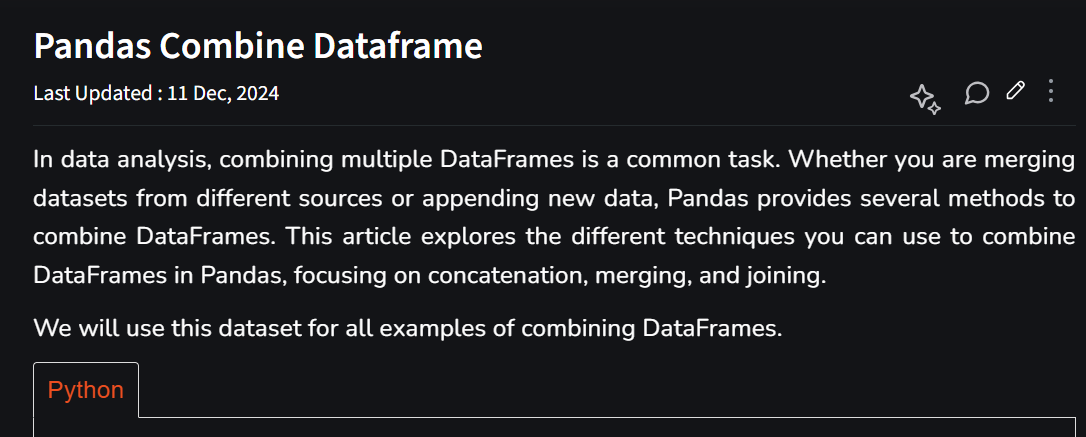 Pandas Combine Dataframe
Last Updated : 11 Dec, 2024
In data analysis, combining multiple DataFrames is a common task. Whether you are merging
datasets from different sources or appending new data, Pandas provides several methods to
combine DataFrames. This article explores the different techniques you can use to combine
DataFrames in Pandas, focusing on concatenation, merging, and joining.
We will use this dataset for all examples of combining DataFrames.
Python